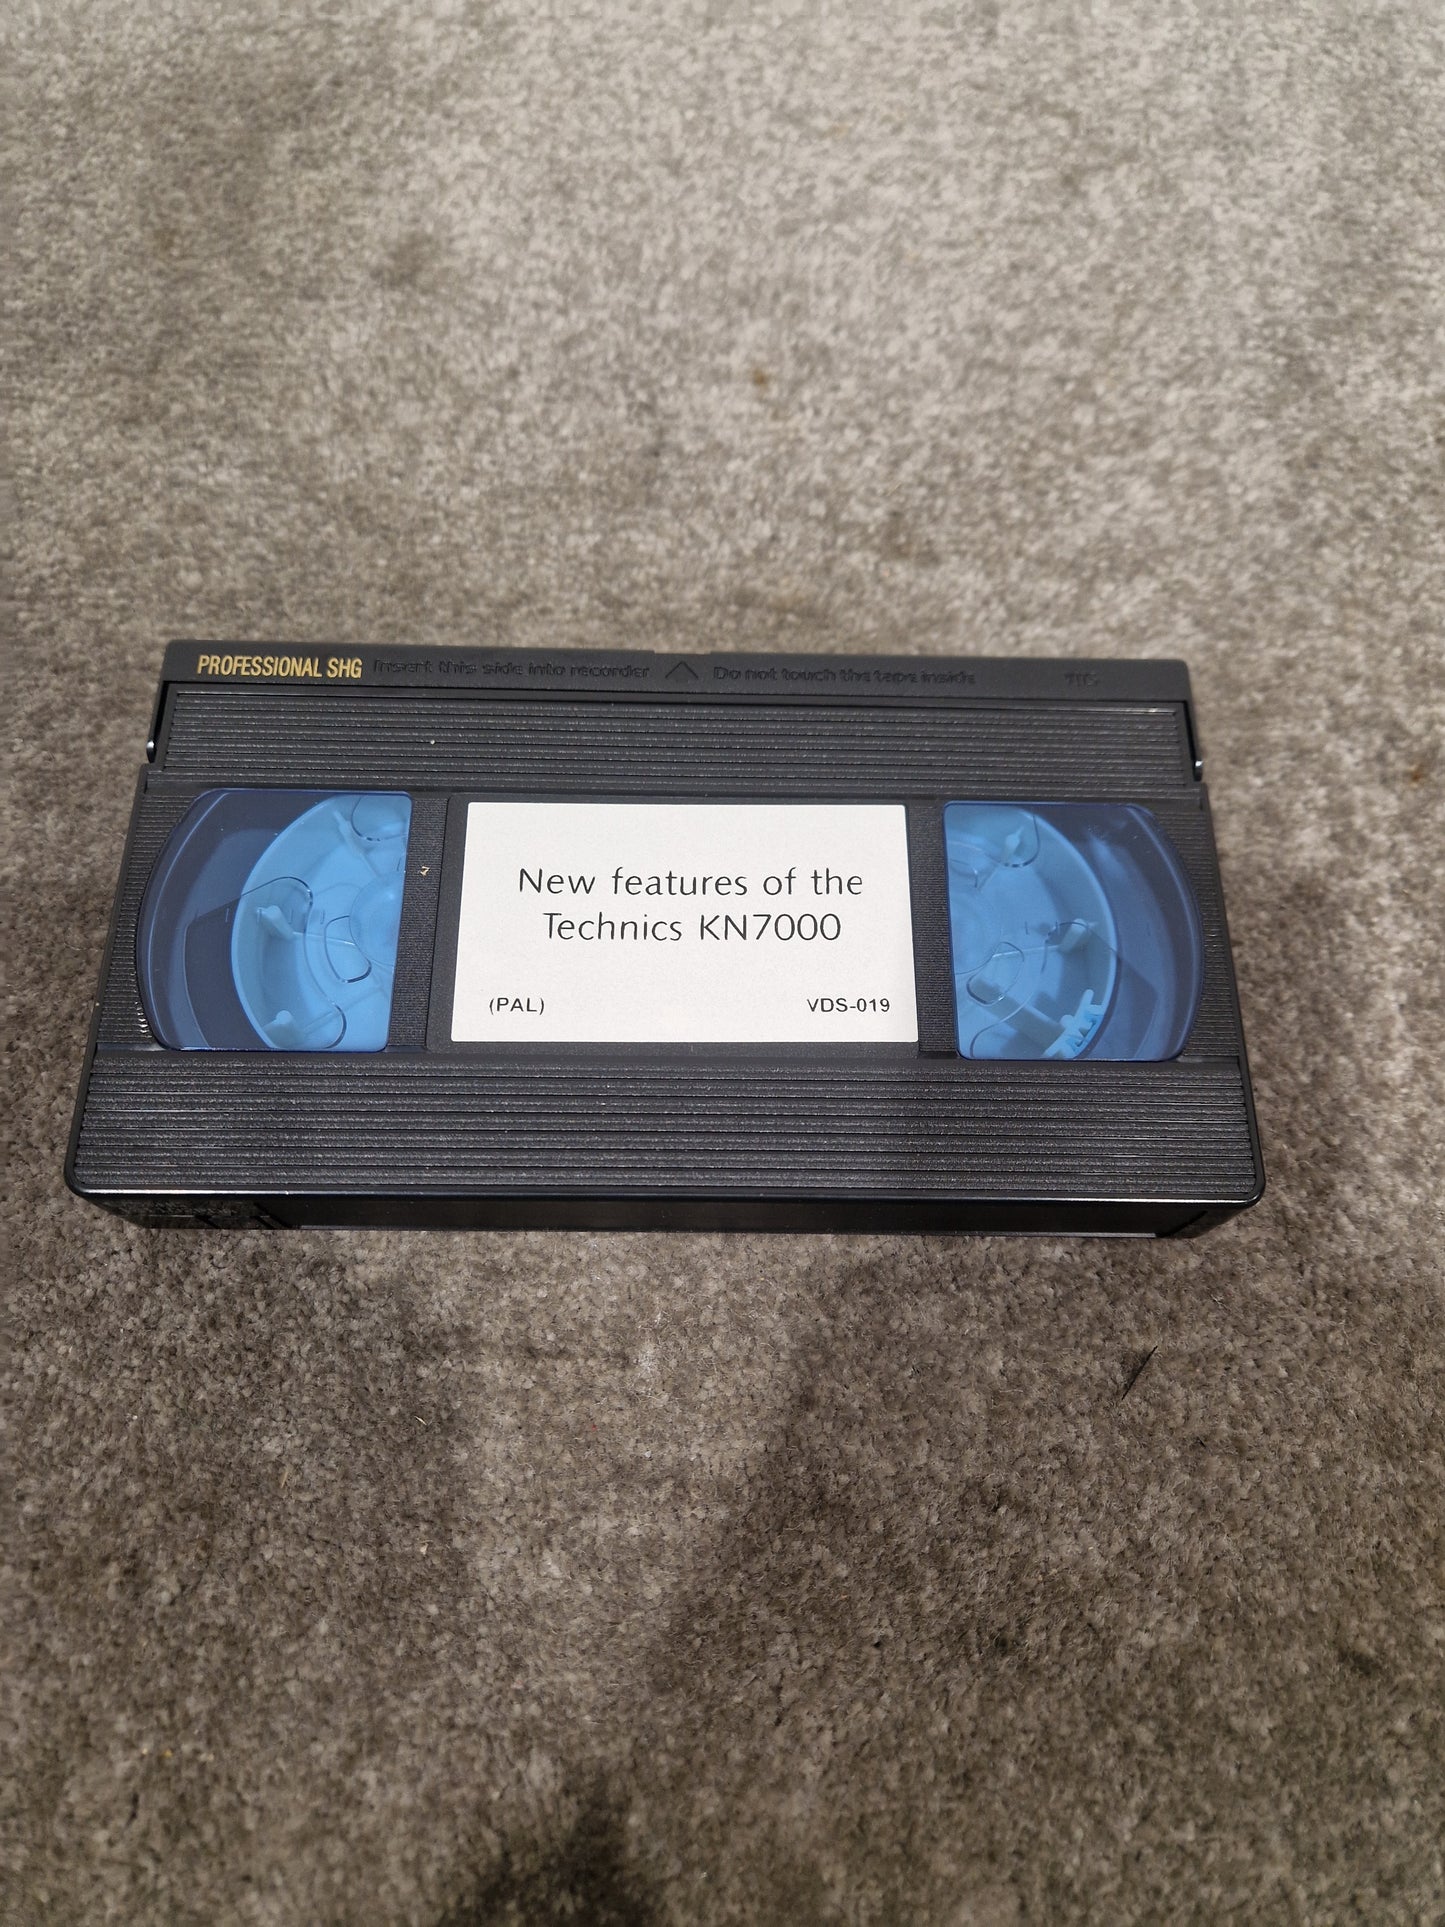 PROFESSIONAL SHG Insert this side into recorder Do not touch the tape inside VHS
New features of the
Technics KN7000
(PAL) VDS-019